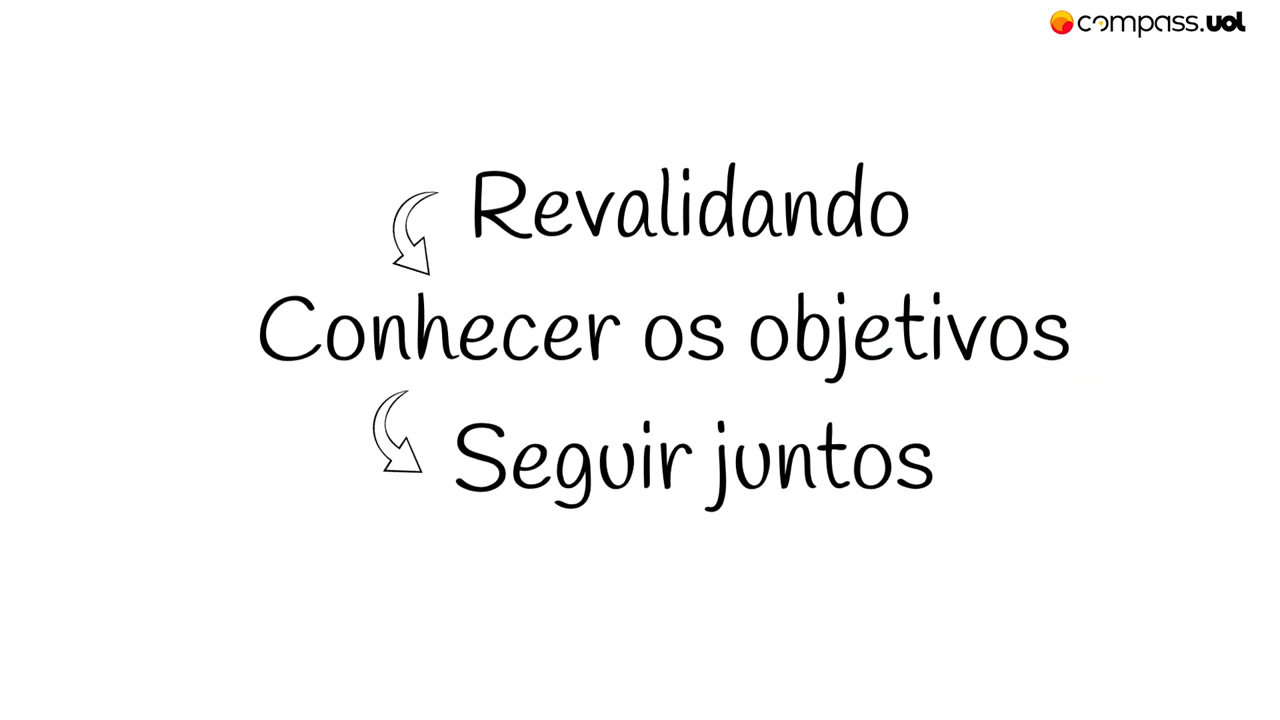 compass.uol
Revalidando
Conhecer os objetivos
Seguir juntos